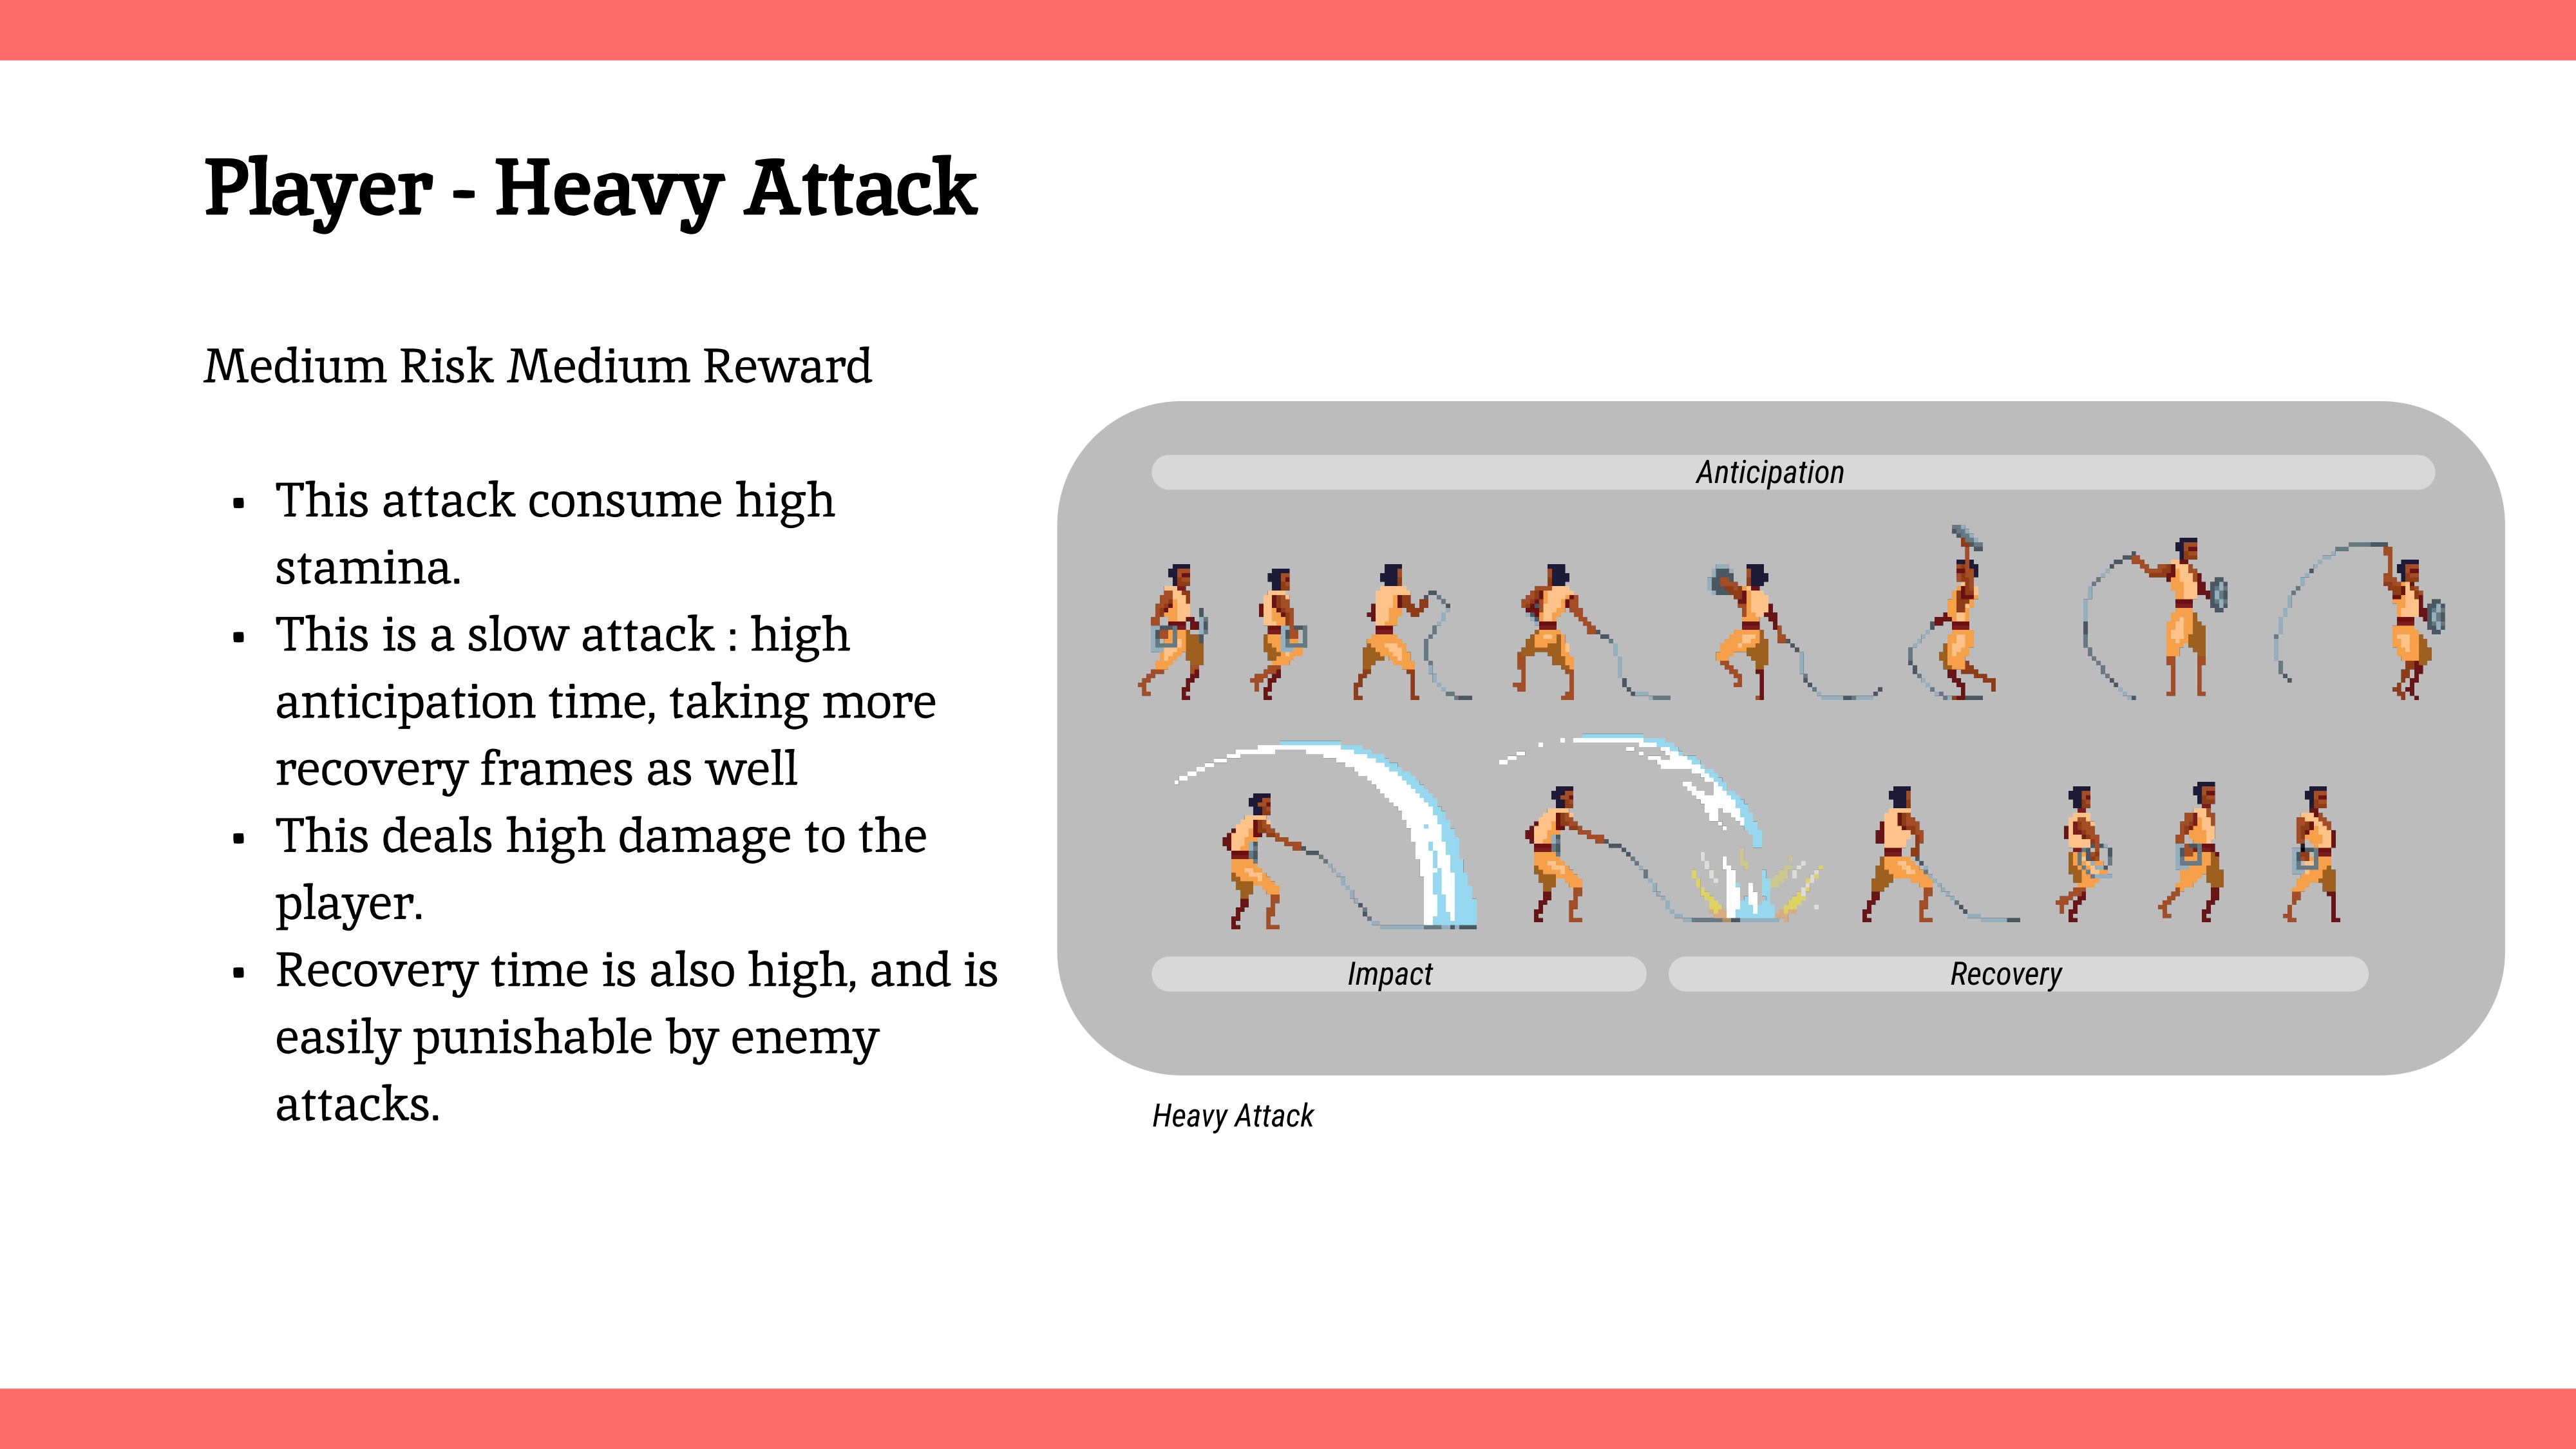 Player - Heavy Attack
Medium Risk Medium Reward
▪ This attack consume high
stamina.
▪ This is a slow attack : high
anticipation time, taking more
recovery frames as well
▪ This deals high damage to the
player.
▪ Recovery time is also high, and is
easily punishable by enemy
attacks.
Anticipation
Impact
Recovery
Heavy Attack